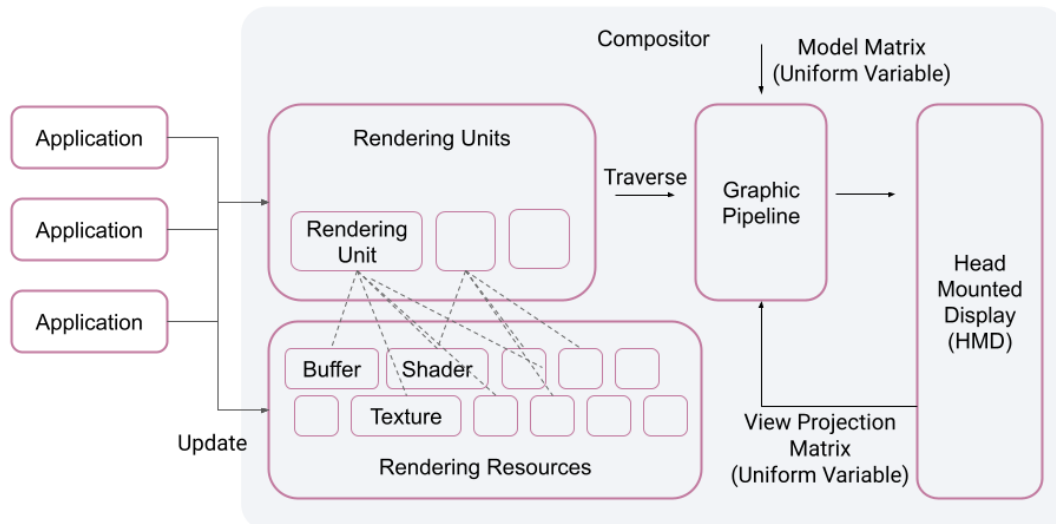 Compositor
Model Matrix
(Uniform Variable)
Application
Application
Application
Update
Rendering Units
Rendering
Unit
Traverse
Graphic
Pipeline
Head
Mounted
Display
(HMD)
Buffer
Shader
Texture
Rendering Resources
View Projection
Matrix
(Uniform Variable)